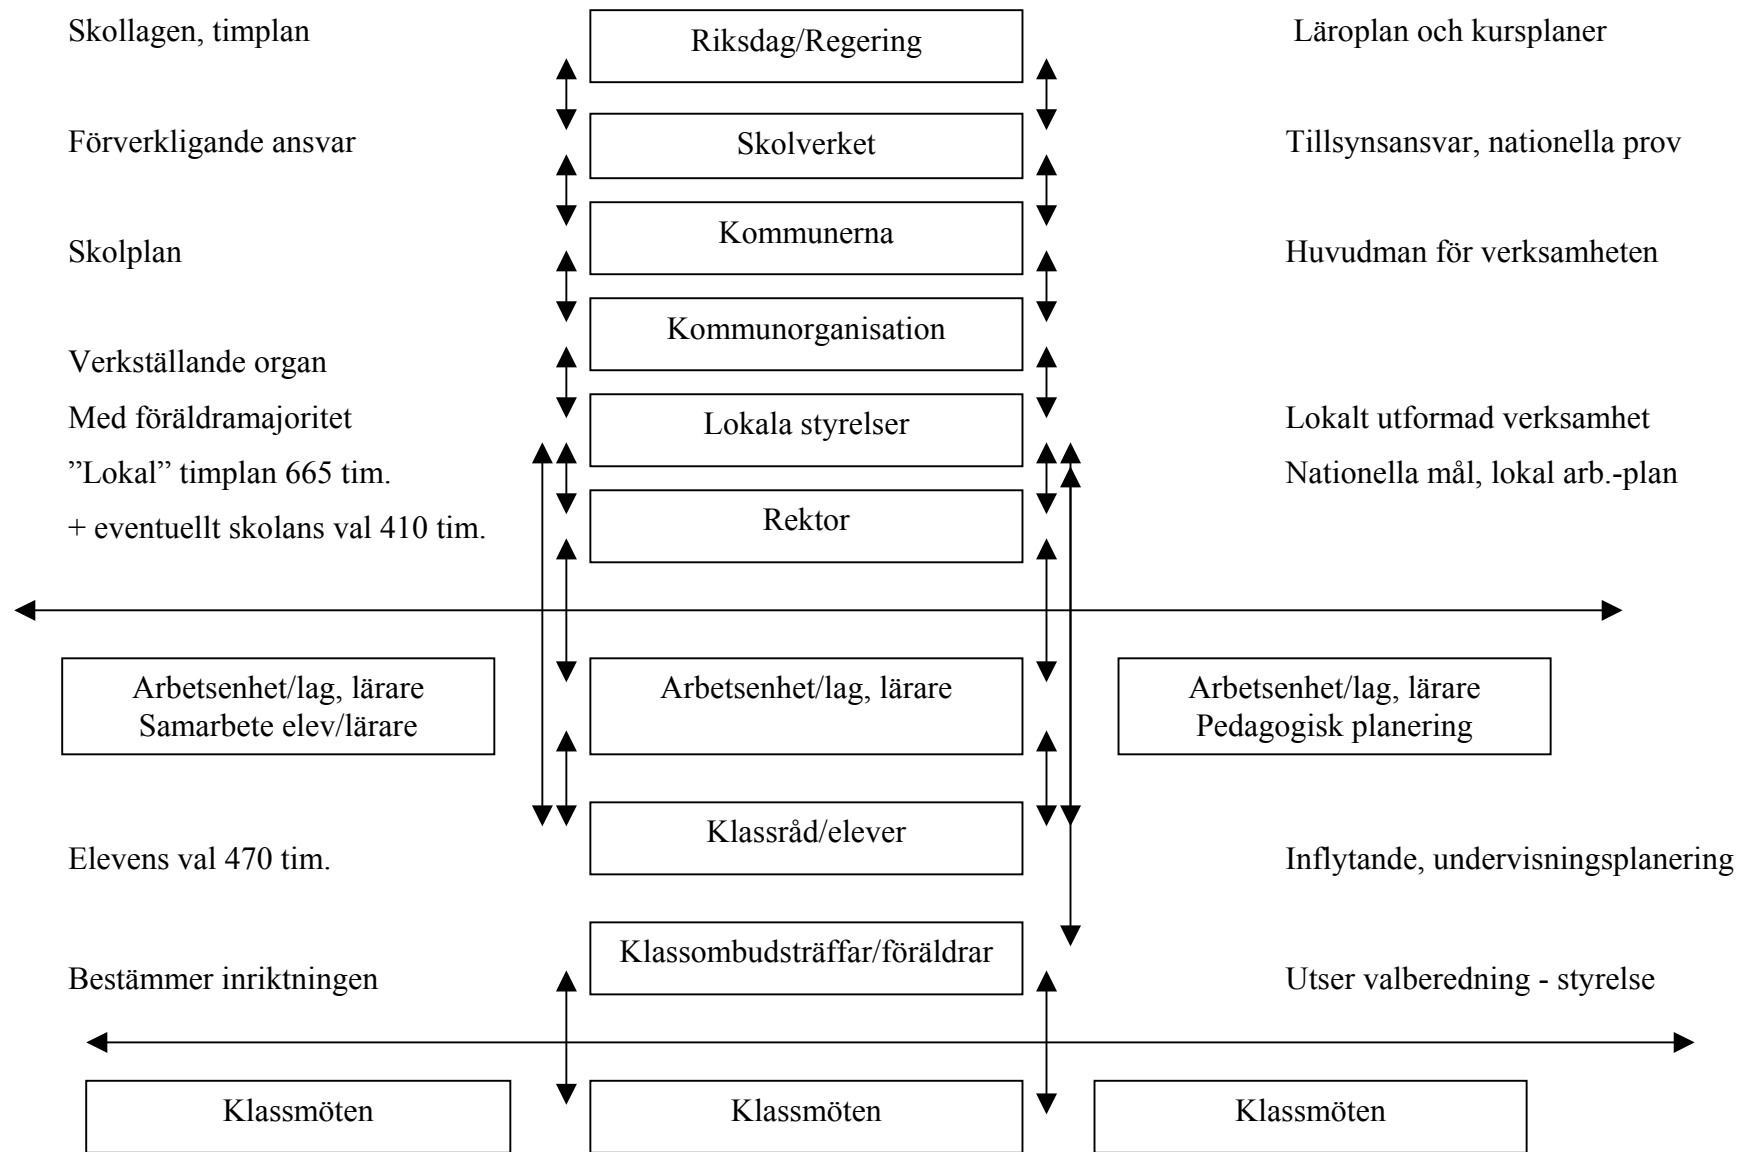 Skollagen, timplan
Riksdag/Regering
Läroplan och kursplaner
Förverkligande ansvar
Skolverket
Tillsynsansvar, nationella prov
Kommunerna
Skolplan
Huvudman för verksamheten
Kommunorganisation
Verkställande organ
Med föräldramajoritet
Lokala styrelser
Lokalt utformad verksamhet
”Lokal” timplan 665 tim.
Nationella mål, lokal arb.-plan
+ eventuellt skolans val 410 tim.
Rektor
Arbetsenhet/lag, lärare
Samarbete elev/lärare
Arbetsenhet/lag, lärare
Arbetsenhet/lag, lärare
Pedagogisk planering
Klassråd/elever
Elevens val 470 tim.
Inflytande, undervisningsplanering
Klassombudsträffar/föräldrar
Bestämmer inriktningen
Utser valberedning - styrelse
Klassmöten
Klassmöten
Klassmöten